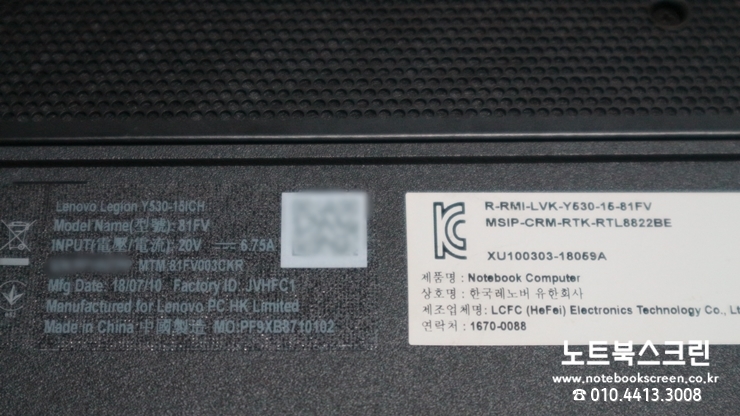 Lenovo Legion Y530-15ICH
Model Name(型號): 81FV
INPUT(電壓/電流): 20V ⎓ 6.75A
MTM:81FV003CKR
Mfg Date: 18/07/10 Factory ID: JVHFC1
Manufactured for Lenovo PC HK Limited
Made in China 中國製造 MO:PF9XB8710102
R-RMI-LVK-Y530-15-81FV
MSIP-CRM-RTK-RTL8822BE
XU100303-18059A
제품명 : Notebook Computer
상호명 : 한국레노버 유한회사
제조업체명: LCFC (HeFei) Electronics Technology Co., Lt
연락처 : 1670-0088
노트북스크린
www.notebookscreen.co.kr
☎ 010.4413.3008